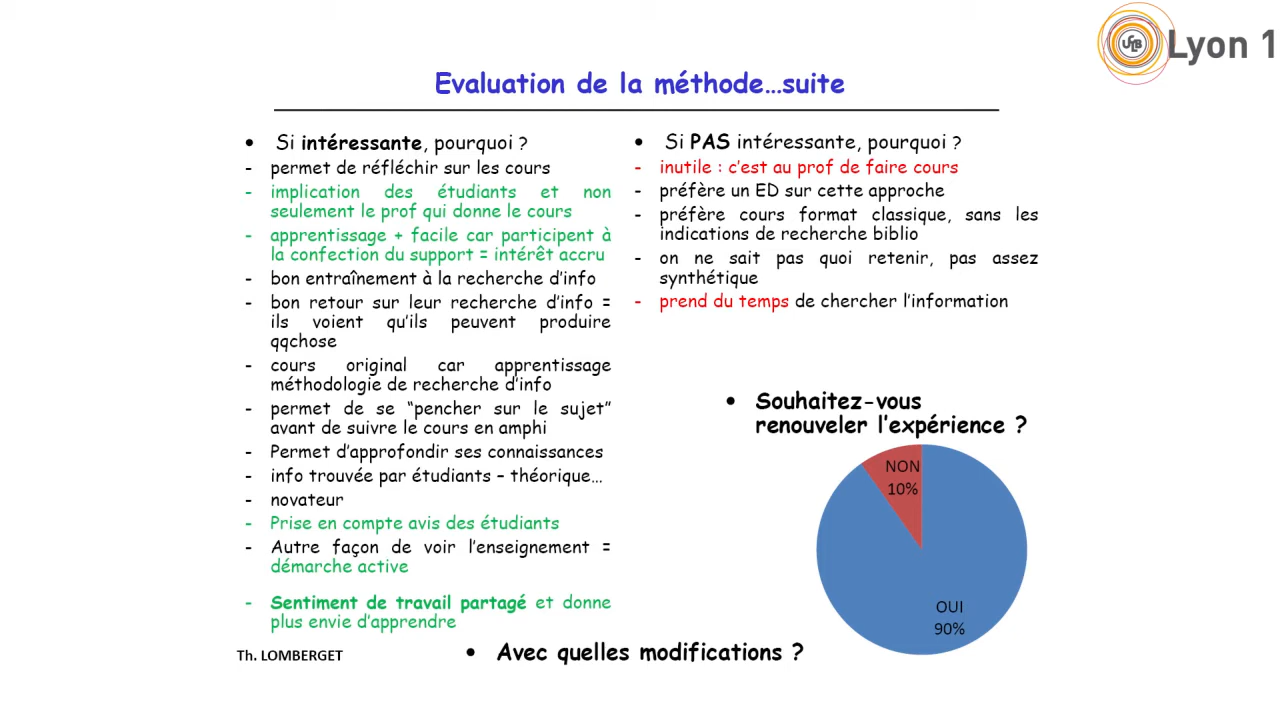 UCLB Lyon 1
Evaluation de la méthode...suite
• Si intéressante, pourquoi ?
- permet de réfléchir sur les cours
- implication des étudiants et non
seulement le prof qui donne le cours
- apprentissage + facile car participent à
la confection du support = intérêt accru
- bon entraînement à la recherche d'info
- bon retour sur leur recherche d'info =
ils voient qu'ils peuvent produire
qqchose
- cours original car apprentissage
méthodologie de recherche d'info
- permet de se "pencher sur le sujet"
avant de suivre le cours en amphi
- Permet d'approfondir ses connaissances
- info trouvée par étudiants – théorique...
- novateur
- Prise en compte avis des étudiants
- Autre façon de voir l'enseignement =
démarche active
- Sentiment de travail partagé et donne
plus envie d'apprendre
• Si PAS intéressante, pourquoi ?
- inutile : c'est au prof de faire cours
- préfère un ED sur cette approche
- préfère cours format classique, sans les
indications de recherche biblio
- on ne sait pas quoi retenir, pas assez
synthétique
- prend du temps de chercher l'information
• Souhaitez-vous
renouveler l'expérience ?
NON
10%
OUI
90%
• Avec quelles modifications ?
Th. LOMBERGET